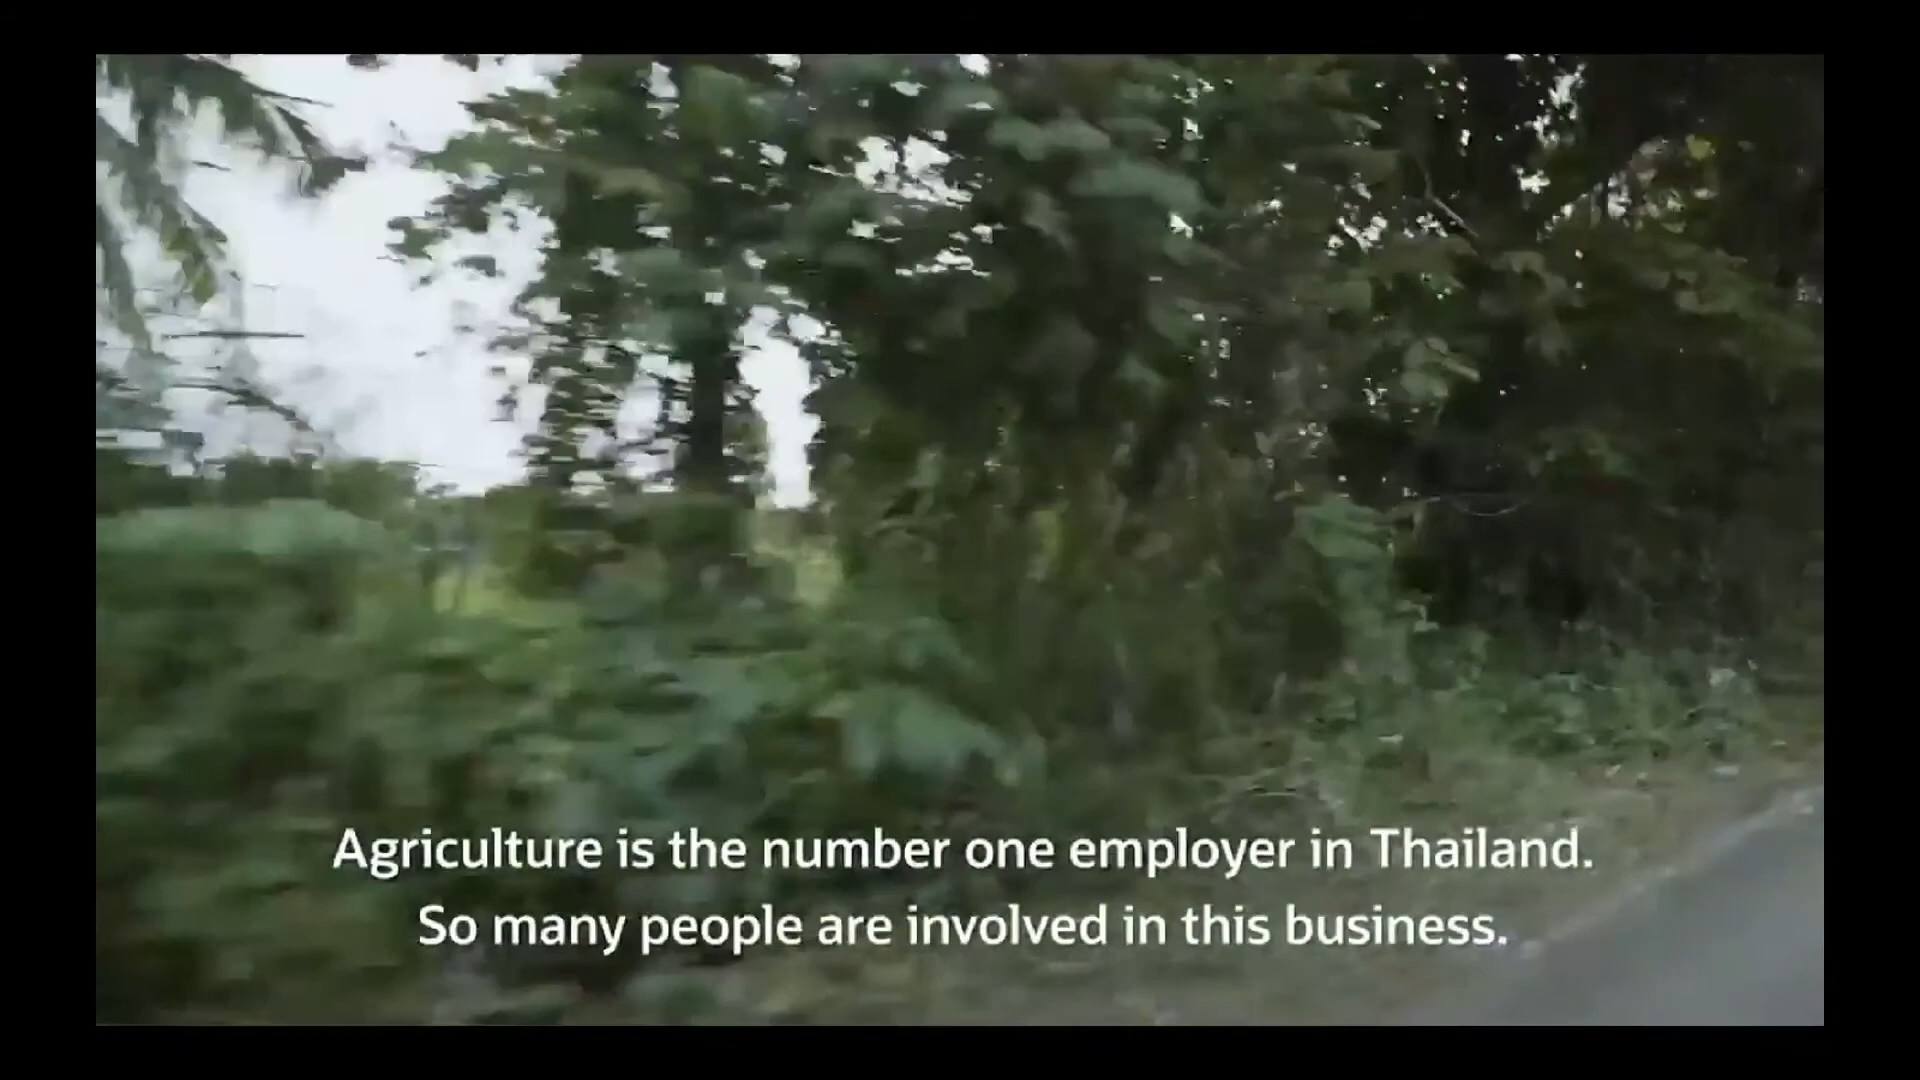 Agriculture is the number one employer in Thailand.
So many people are involved in this business.